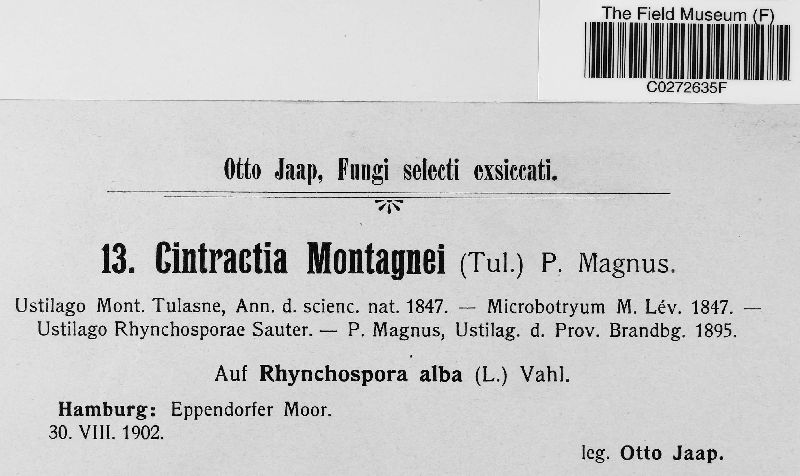 The Field Museum (F)
C0272635F
Otto Jaap, Fungi selecti exsiccati.
13. Cintractia Montagnei (Tul.) P. Magnus.
Ustilago Mont. Tulasne, Ann. d. scienc. nat. 1847. — Microbotryum M. Lév. 1847. —
Ustilago Rhynchosporae Sauter. — P. Magnus, Ustilag. d. Prov. Brandbg. 1895.
Auf Rhynchospora alba (L.) Vahl.
Hamburg: Eppendorfer Moor.
30. VIII. 1902.
leg. Otto Jaap.